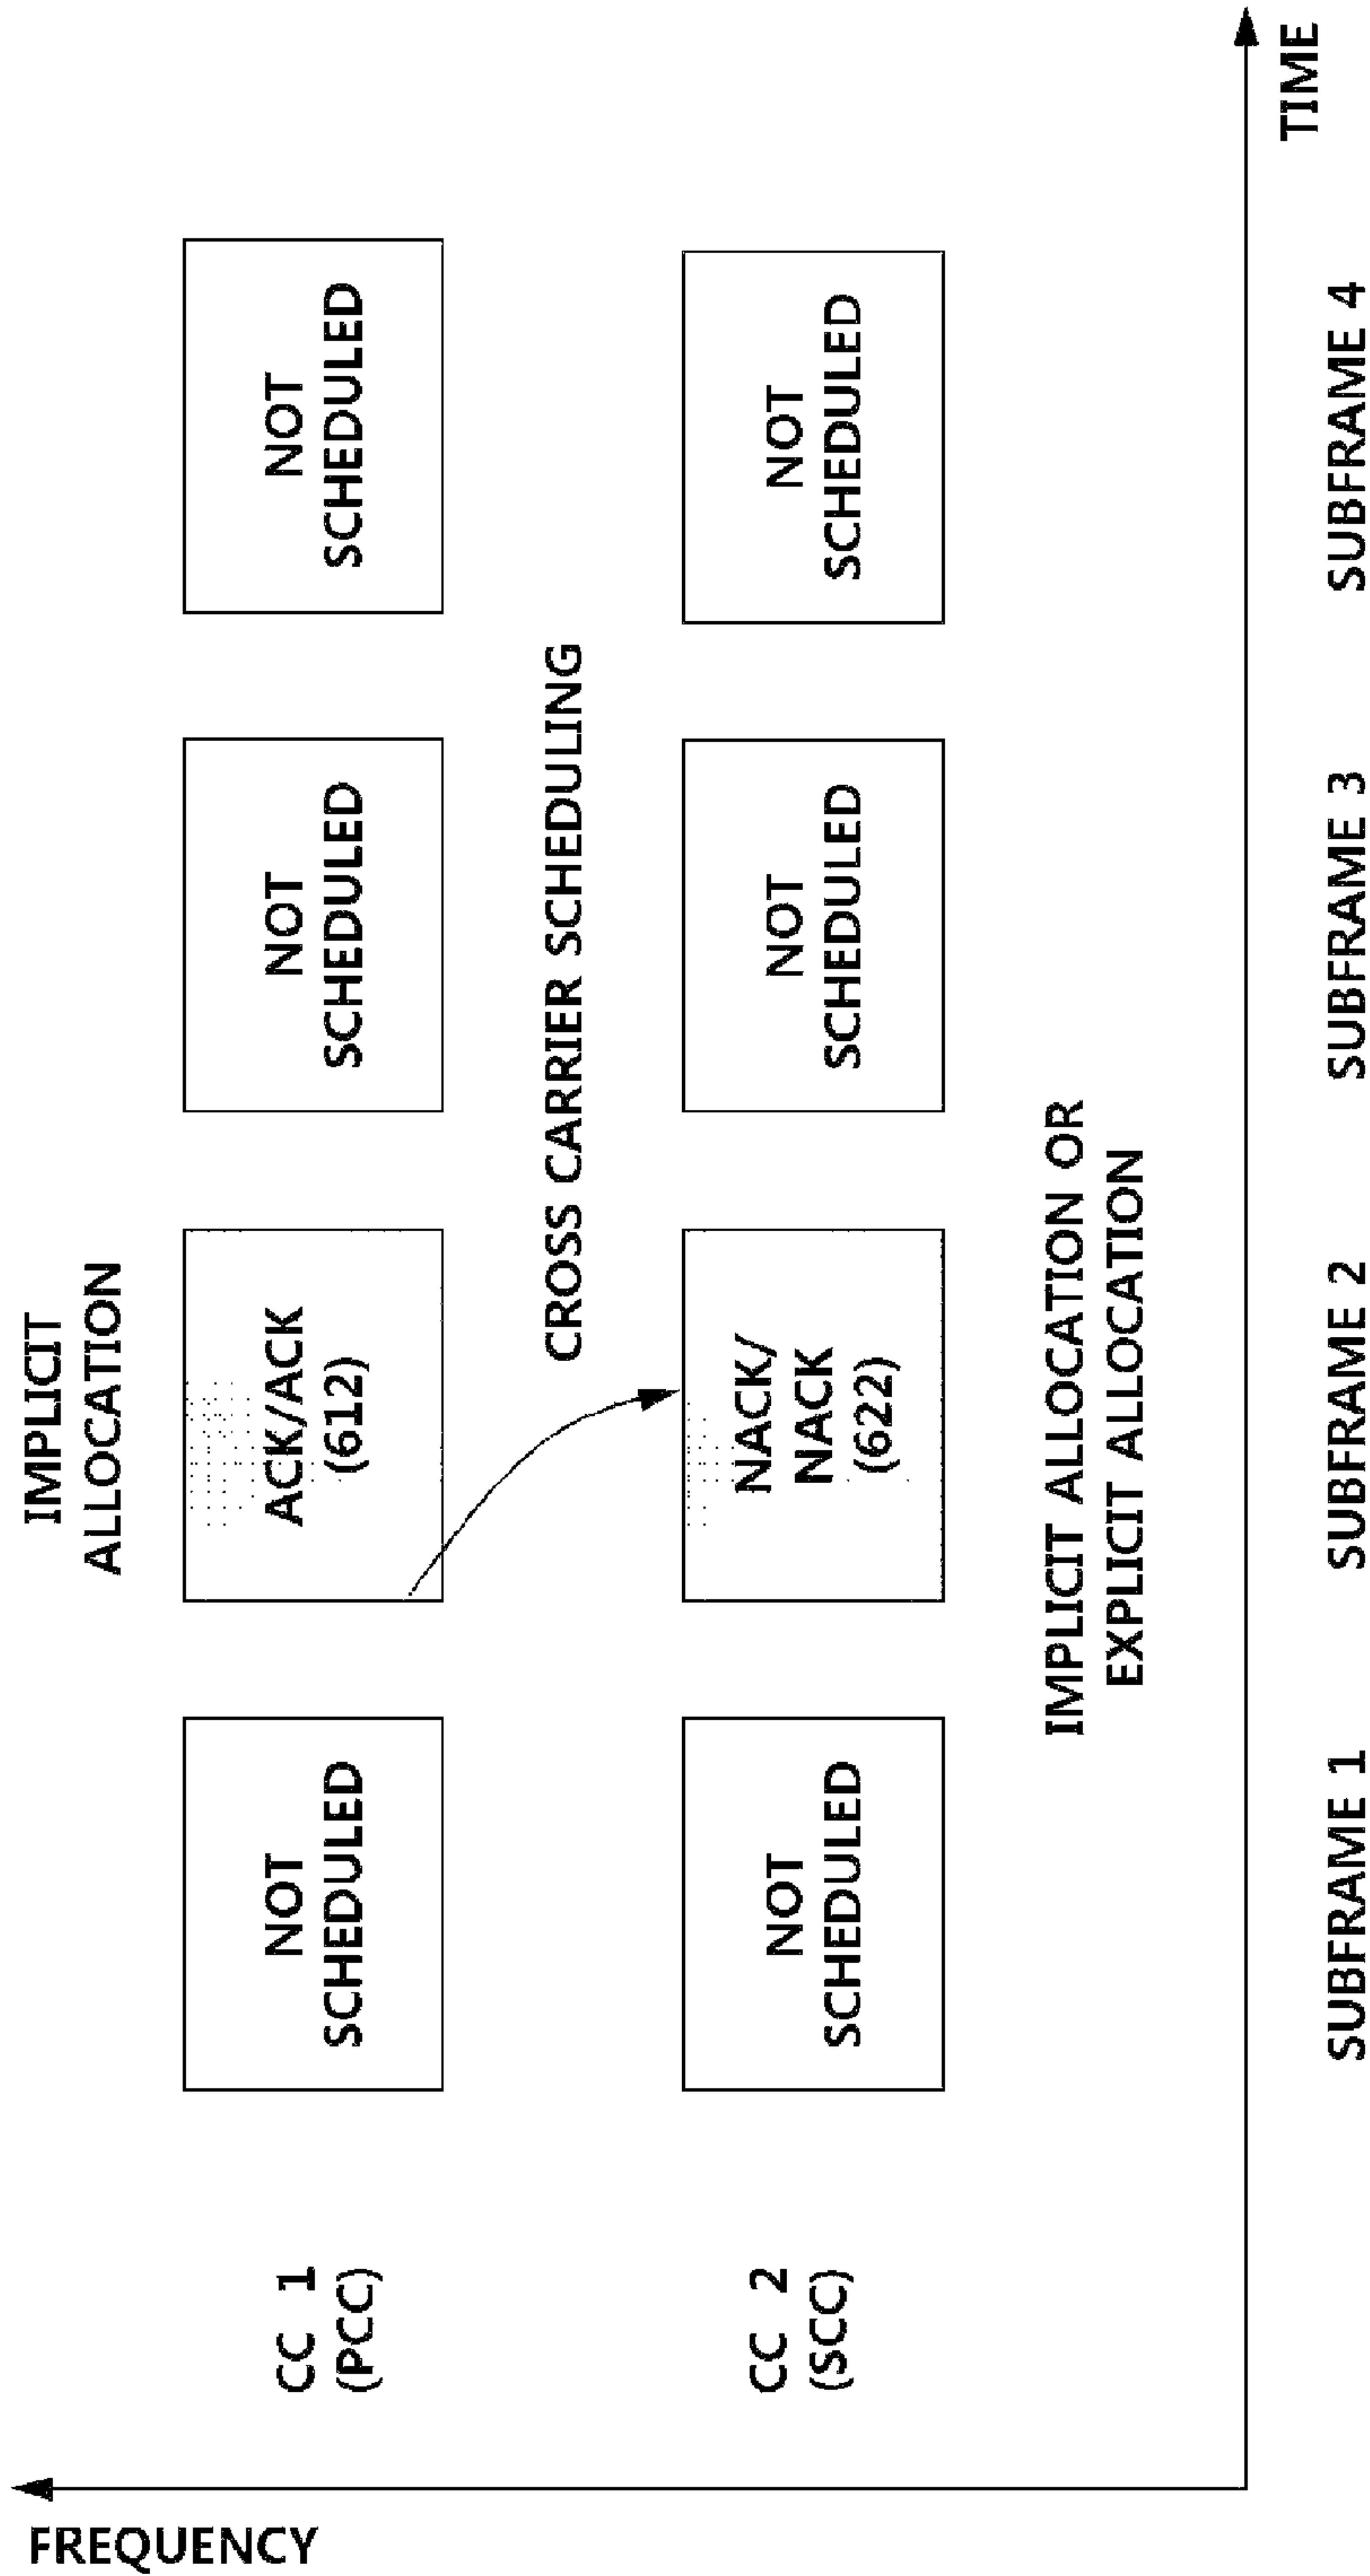 FREQUENCY
IMPLICIT
ALLOCATION
CC 1
(PCC)
NOT
SCHEDULED
ACK/ACK
(612)
NOT
SCHEDULED
NOT
SCHEDULED
CROSS CARRIER SCHEDULING
CC 2
(SCC)
NOT
SCHEDULED
NACK/
NACK
(622)
NOT
SCHEDULED
NOT
SCHEDULED
IMPLICIT ALLOCATION OR
EXPLICIT ALLOCATION
TIME
SUBFRAME 1
SUBFRAME 2
SUBFRAME 3
SUBFRAME 4